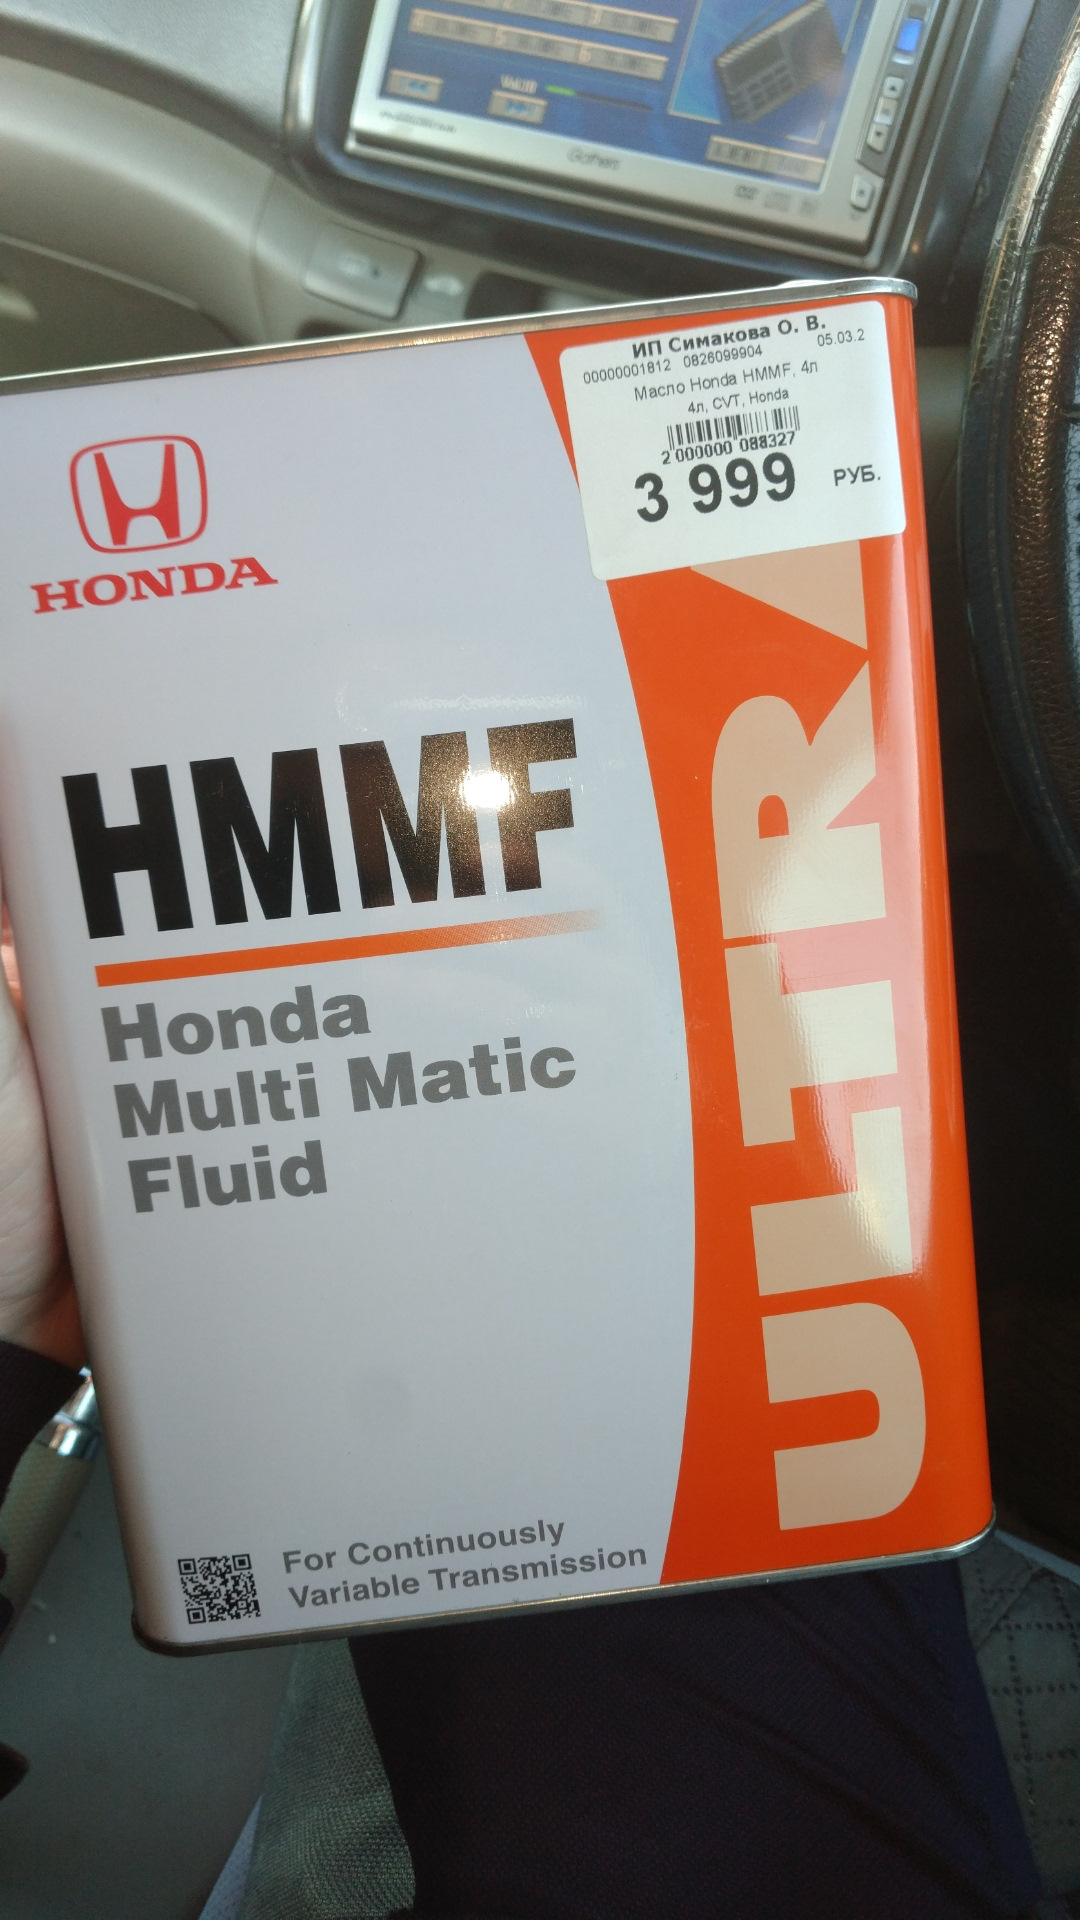 Gathers
ИП Симакова О. В.
00000001812 0826099904 05.03.2
Масло Honda HMMF, 4л
4л, CVT, Honda
2 000000 088327
3 999 РУБ.
HONDA
HMMF
Honda
Multi Matic
Fluid
ULTRA
For Continuously
Variable Transmission